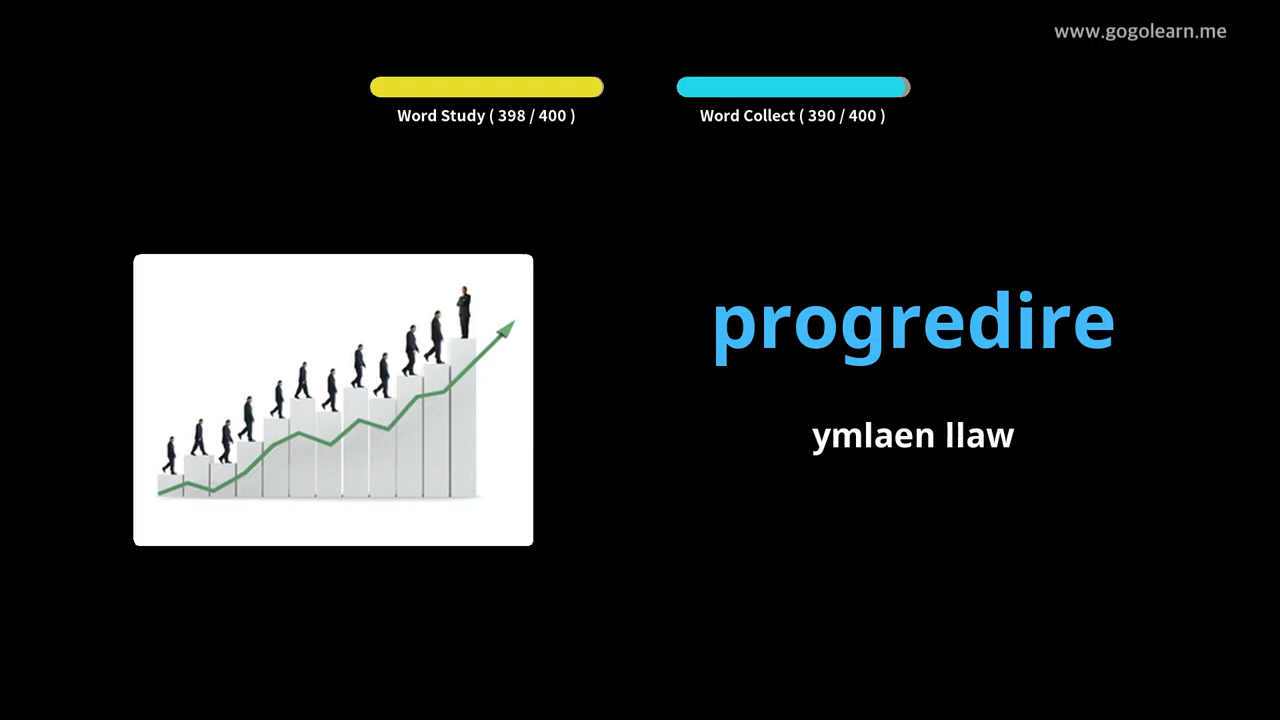 www.gogolearn.me
Word Study ( 398 / 400 )
Word Collect ( 390 / 400 )
progredire
ymlaen llaw